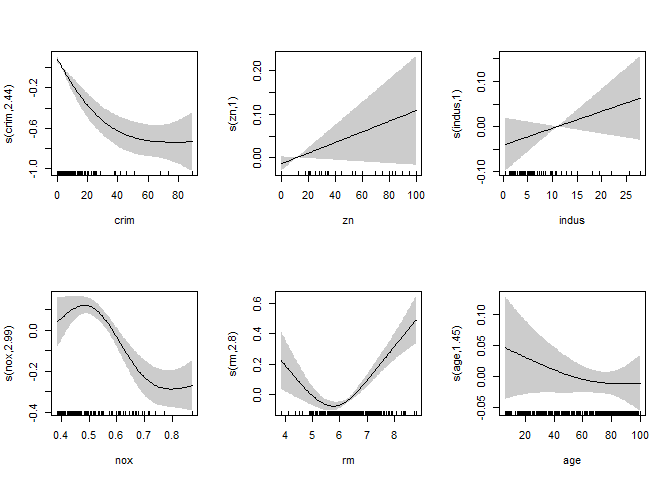 s(crim,2.44)
-0.2
-0.6
-1.0
0 20 40 60 80
crim
s(zn,1)
0.20
0.10
0.00
0 20 40 60 80 100
zn
s(indus,1)
0.10
0.00
-0.10
0 5 10 15 20 25
indus
s(nox,2.99)
0.0
-0.2
-0.4
0.4 0.5 0.6 0.7 0.8
nox
s(rm,2.8)
0.6
0.4
0.2
0.0
4 5 6 7 8
rm
s(age,1.45)
0.10
0.05
0.00
-0.05
20 40 60 80 100
age